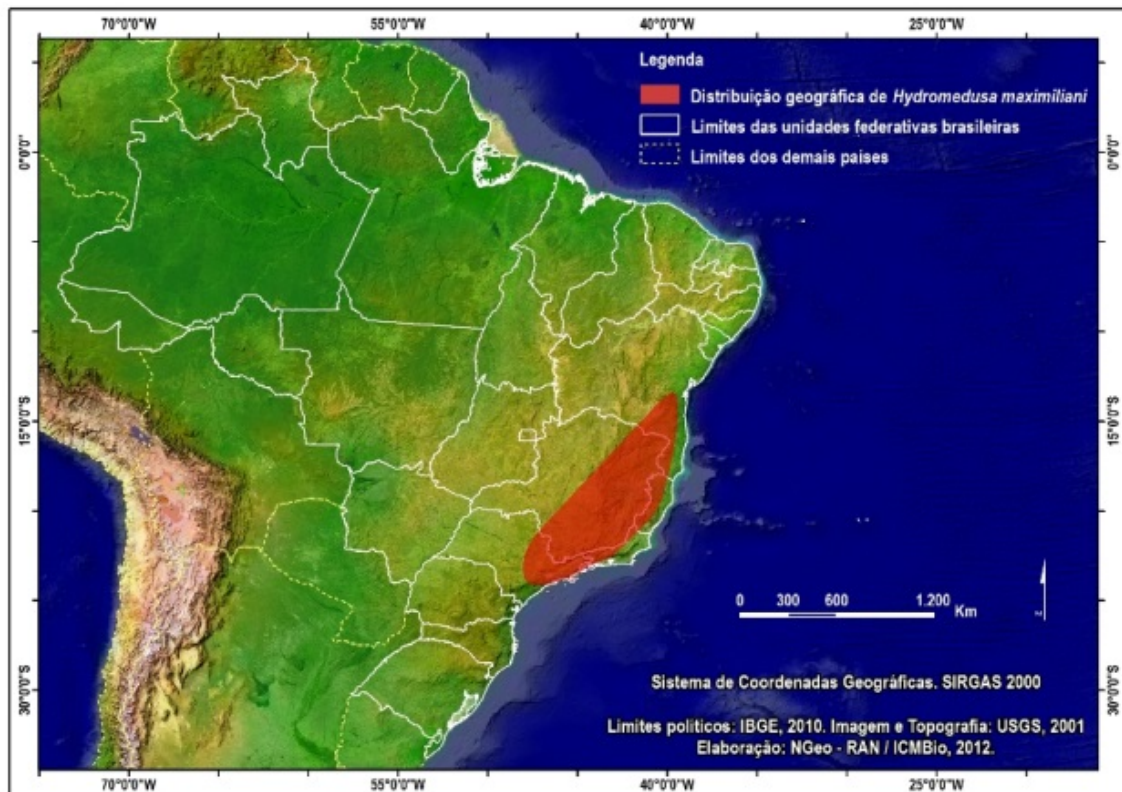 70°0'0"W 55°0'0"W 40°0'0"W 25°0'0"W
Legenda
Distribuição geográfica de Hydromedusa maximiliani
Limites das unidades federativas brasileiras
Limites dos demais paises
0°0'0" 0°0'0"
15°0'0"S 15°0'0"S
0 300 600 1.200 Km
30°0'0"S 30°0'0"S
Sistema de Coordenadas Geográficas. SIRGAS 2000
Limites políticos: IBGE, 2010. Imagem e Topografia: USGS, 2001
Elaboração: NGeo - RAN / ICMBio, 2012.
70°0'0"W 55°0'0"W 40°0'0"W 25°0'0"W